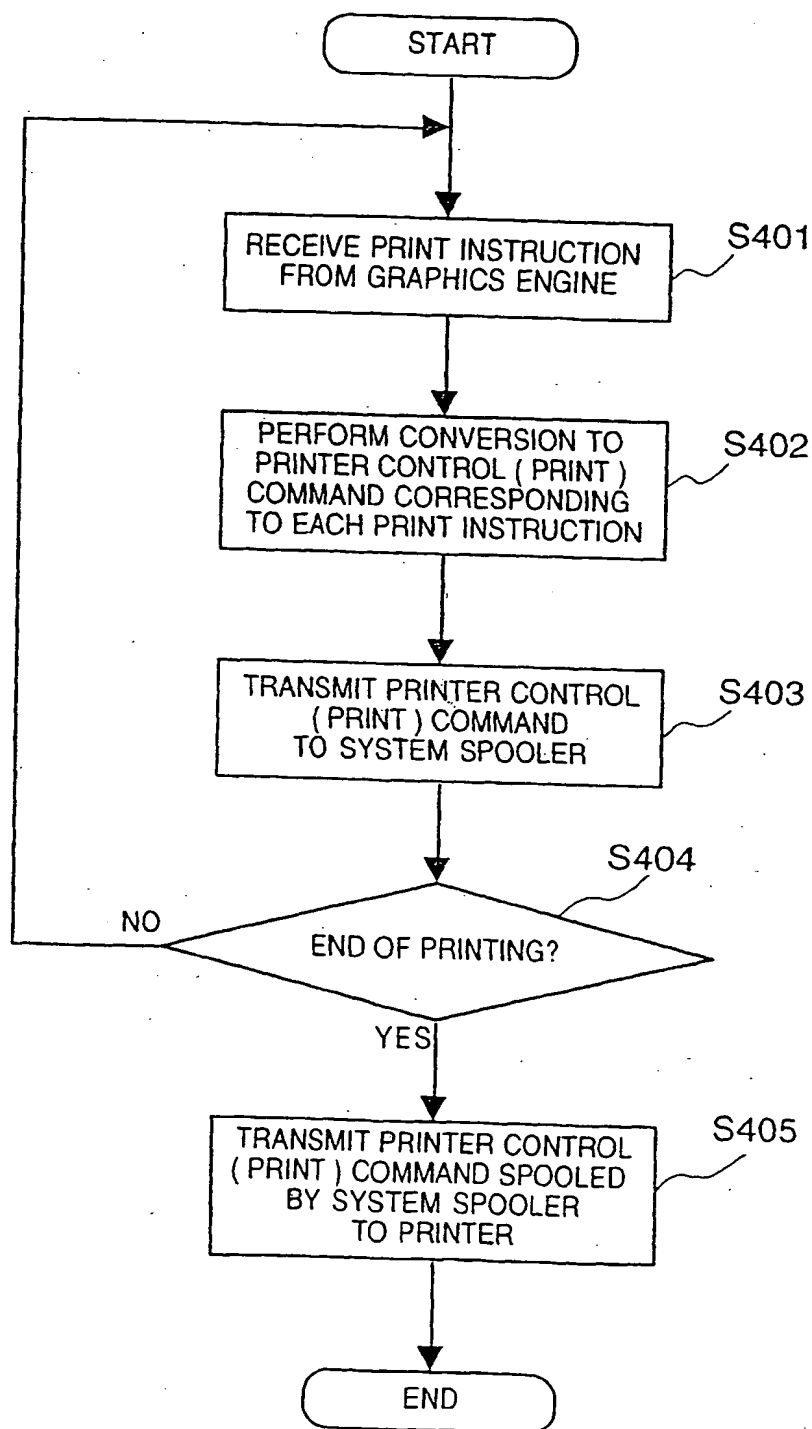 START
RECEIVE PRINT INSTRUCTION
FROM GRAPHICS ENGINE
S401
PERFORM CONVERSION TO
PRINTER CONTROL ( PRINT )
COMMAND CORRESPONDING
TO EACH PRINT INSTRUCTION
S402
TRANSMIT PRINTER CONTROL
( PRINT ) COMMAND
TO SYSTEM SPOOLER
S403
S404
NO
END OF PRINTING?
YES
TRANSMIT PRINTER CONTROL
( PRINT ) COMMAND SPOOLED
BY SYSTEM SPOOLER
TO PRINTER
S405
END